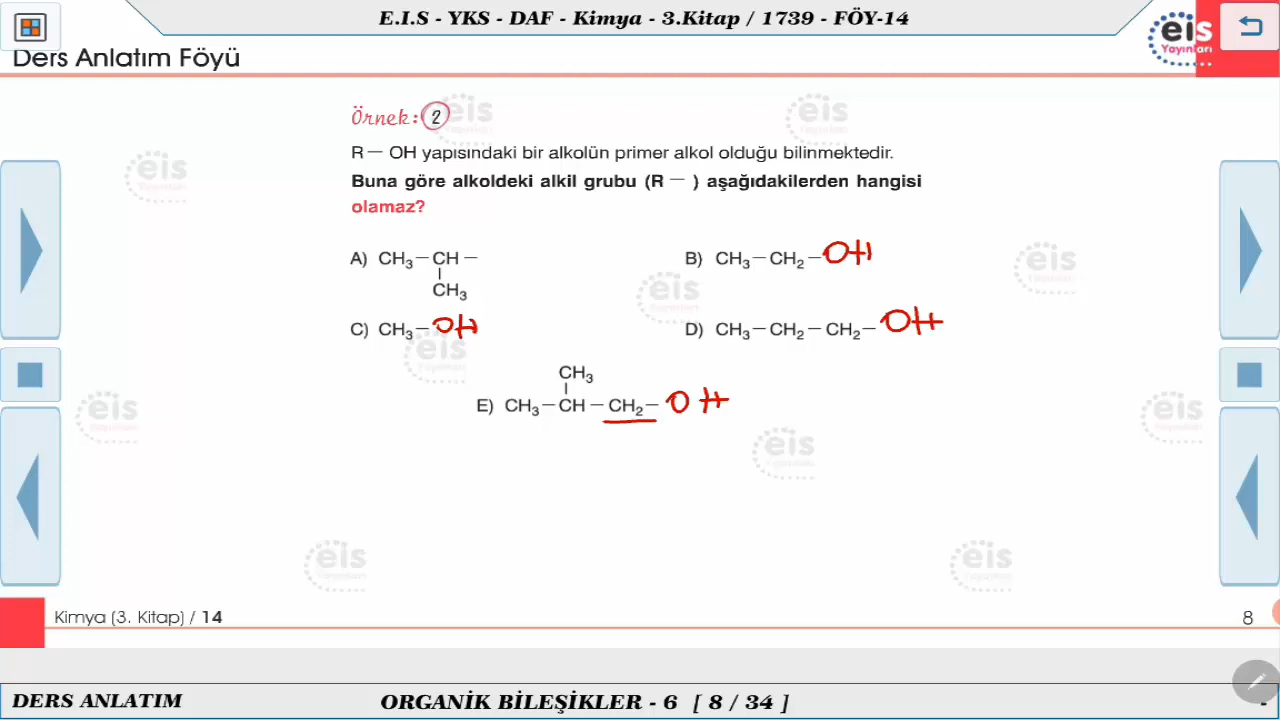 E.I.S - YKS - DAF - Kimya - 3.Kitap / 1739 - FÖY-14
eis
Yayınları
Ders Anlatım Föyü
Örnek: 2
R — OH yapısındaki bir alkolün primer alkol olduğu bilinmektedir.
Buna göre alkoldeki alkil grubu (R — ) aşağıdakilerden hangisi
olamaz?
A) CH₃ — CH —
CH₃
B) CH₃ — CH₂ — OH
C) CH₃ — OH
D) CH₃ — CH₂ — CH₂ — OH
CH₃
E) CH₃ — CH — CH₂ — OH
Kimya (3. Kitap) / 14
8
DERS ANLATIM
ORGANİK BİLEŞİKLER - 6 [ 8 / 34 ]
-